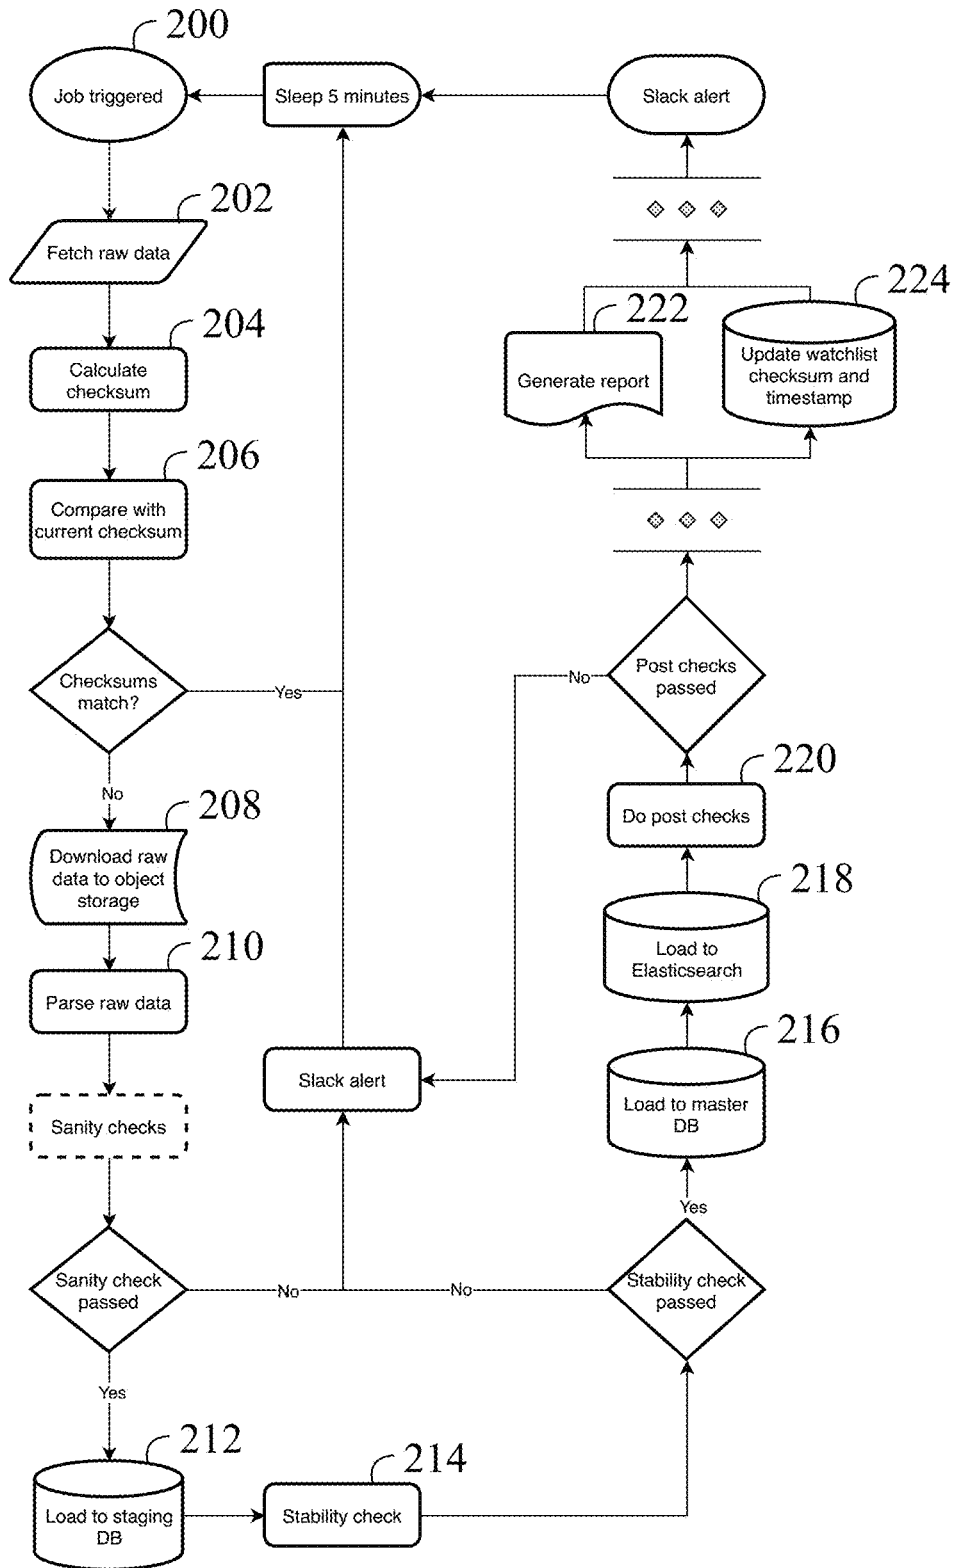 200
Job triggered
Sleep 5 minutes
Slack alert
202
Fetch raw data
204
Calculate
checksum
206
Compare with
current checksum
Checksums
match?
Yes
No
208
Download raw
data to object
storage
210
Parse raw data
Sanity checks
Sanity check
passed
No
Yes
212
Load to staging
DB
214
Stability check
Slack alert
No
Stability check
passed
Yes
216
Load to master
DB
218
Load to
Elasticsearch
220
Do post checks
Post checks
passed
No
222
Generate report
224
Update watchlist
checksum and
timestamp